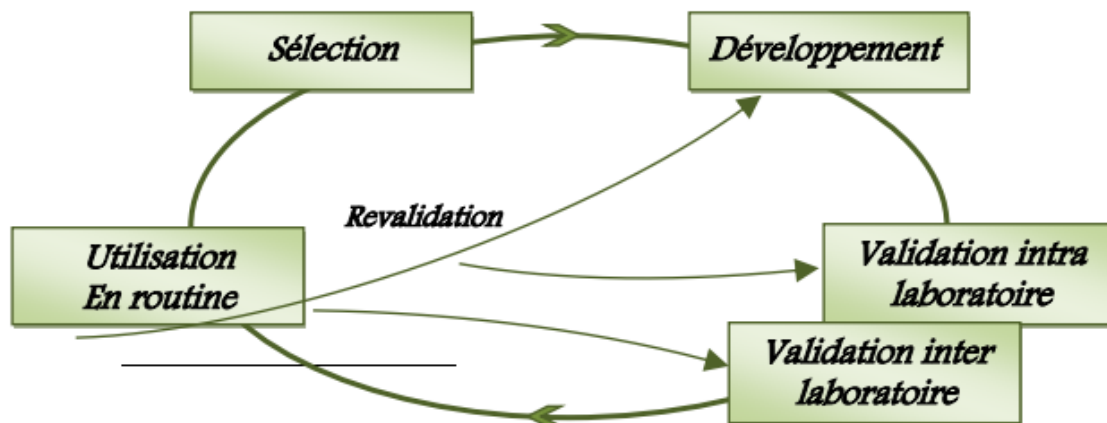 Sélection
Développement
Revalidation
Utilisation
En routine
Validation intra
laboratoire
Validation inter
laboratoire